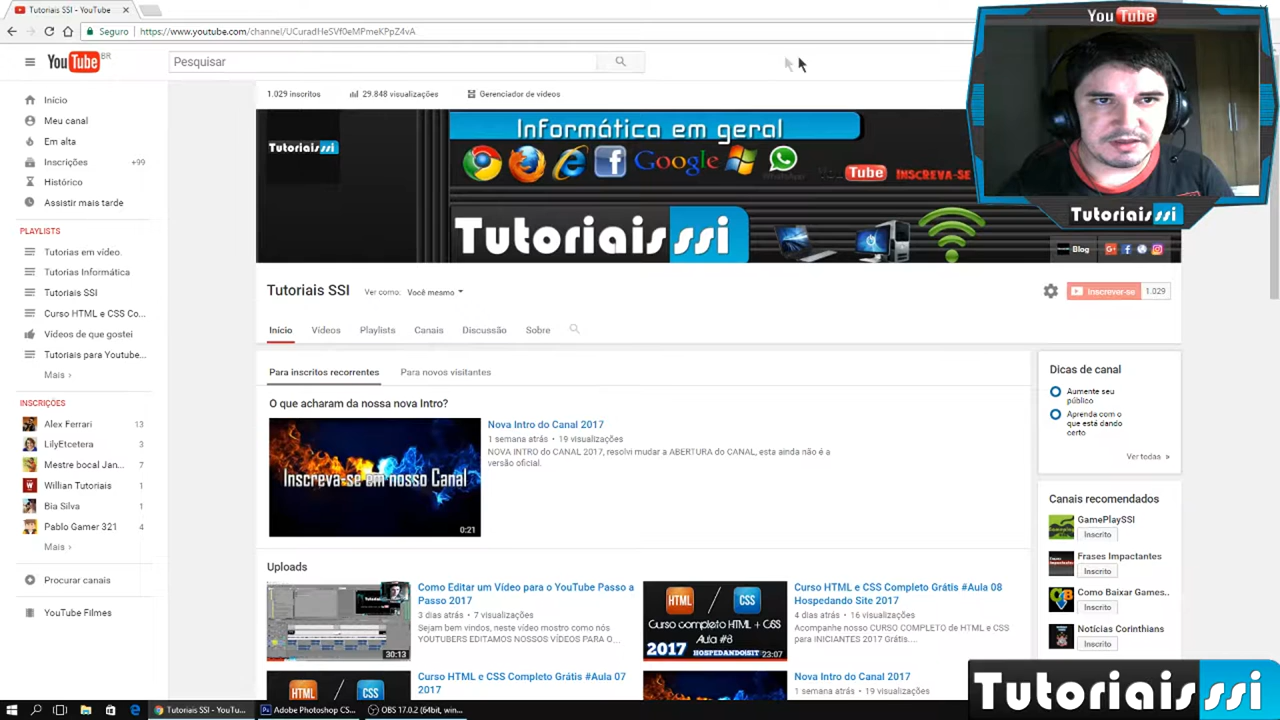 Tutoriais SSI - YouTube
Seguro
https://www.youtube.com/channel/UCuradHeSVf0eMPmeKPpZ4vA
YouTube BR
Pesquisar
You Tube
Tutoriais ssi
1.029 inscritos
29.848 visualizações
Gerenciador de vídeos
Início
Meu canal
Em alta
Inscrições +99
Histórico
Assistir mais tarde
PLAYLISTS
Tutorias em vídeo.
Tutorias Informática
Tutoriais SSI
Curso HTML e CSS Co...
Vídeos de que gostei
Tutoriais para Youtube...
Mais
INSCRIÇÕES
Alex Ferrari 13
LilyEtcetera 3
Mestre bocal Jan... 7
Willian Tutoriais 1
Bia Silva 1
Pablo Gamer 321 4
Mais
Procurar canais
YouTube Filmes
Tutoriais ssi
Informática em geral
Google
WhatsApp
Tube INSCREVA-SE
Tutoriais ssi
Blog
Tutoriais SSI
Ver como: Você mesmo
Inscrever-se 1.029
Início Vídeos Playlists Canais Discussão Sobre
Para inscritos recorrentes Para novos visitantes
O que acharam da nossa nova Intro?
Inscreva-se em nosso Canal
0:21
Nova Intro do Canal 2017
1 semana atrás • 19 visualizações
NOVA INTRO do CANAL 2017, resolvi mudar a ABERTURA do CANAL, esta ainda não é a
versão oficial.
Uploads
30:13
Como Editar um Vídeo para o YouTube Passo a
Passo 2017
3 dias atrás • 7 visualizações
Sejam bem vindos, neste vídeo mostro como nós
YOUTUBERS EDITAMOS NOSSOS VÍDEOS PARA O...
HTML / CSS
Curso completo HTML + CSS
Aula #8
2017 HOSPEDANDO SITE
23:07
Curso HTML e CSS Completo Grátis #Aula 08
Hospedando Site 2017
4 dias atrás • 16 visualizações
Acompanhe nosso CURSO COMPLETO de HTML e CSS
para INICIANTES 2017 Grátis...
HTML / CSS
Curso HTML e CSS Completo Grátis #Aula 07
2017
Nova Intro do Canal 2017
1 semana atrás • 19 visualizações
Dicas de canal
Aumente seu
público
Aprenda com o
que está dando
certo
Ver todas »
Canais recomendados
GamePlaySSI
Inscrito
Frases Impactantes
Inscrito
Como Baixar Games..
Inscrito
Notícias Corinthians
Inscrito
Tutoriais ssi
Tutoriais SSI - YouTu...
Adobe Photoshop CS...
OBS 17.0.2 (64bit, win...